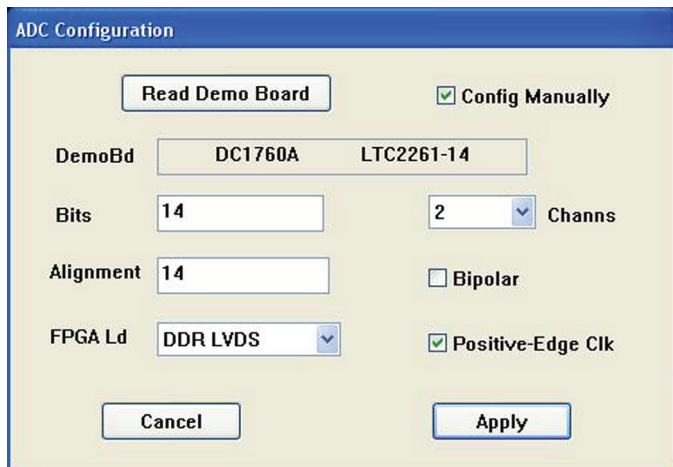 ADC Configuration
Read Demo Board Config Manually
DemoBd DC1760A LTC2261-14
Bits 14 2 Channs
Alignment 14 Bipolar
FPGA Ld DDR LVDS Positive-Edge Clk
Cancel Apply